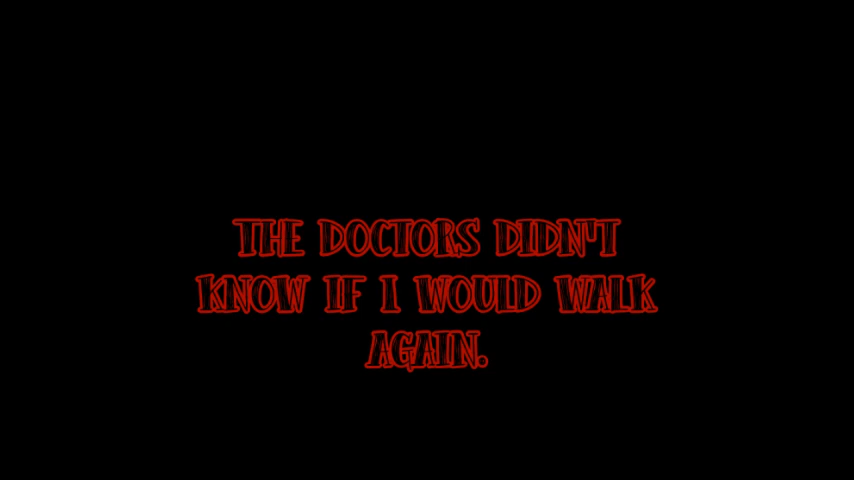 THE DOCTORS DIDN'T
KNOW IF I WOULD WALK
AGAIN.